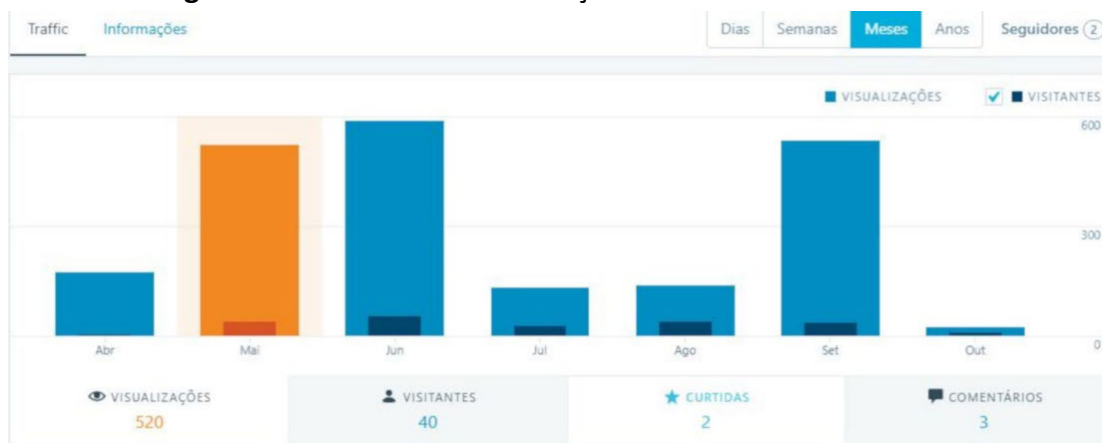 Traffic Informações Dias Semanas Meses Anos Seguidores 2
VISUALIZAÇÕES VISITANTES
600
300
0
Abr Mai Jun Jul Ago Set Out
VISUALIZAÇÕES VISITANTES CURTIDAS COMENTÁRIOS
520 40 2 3